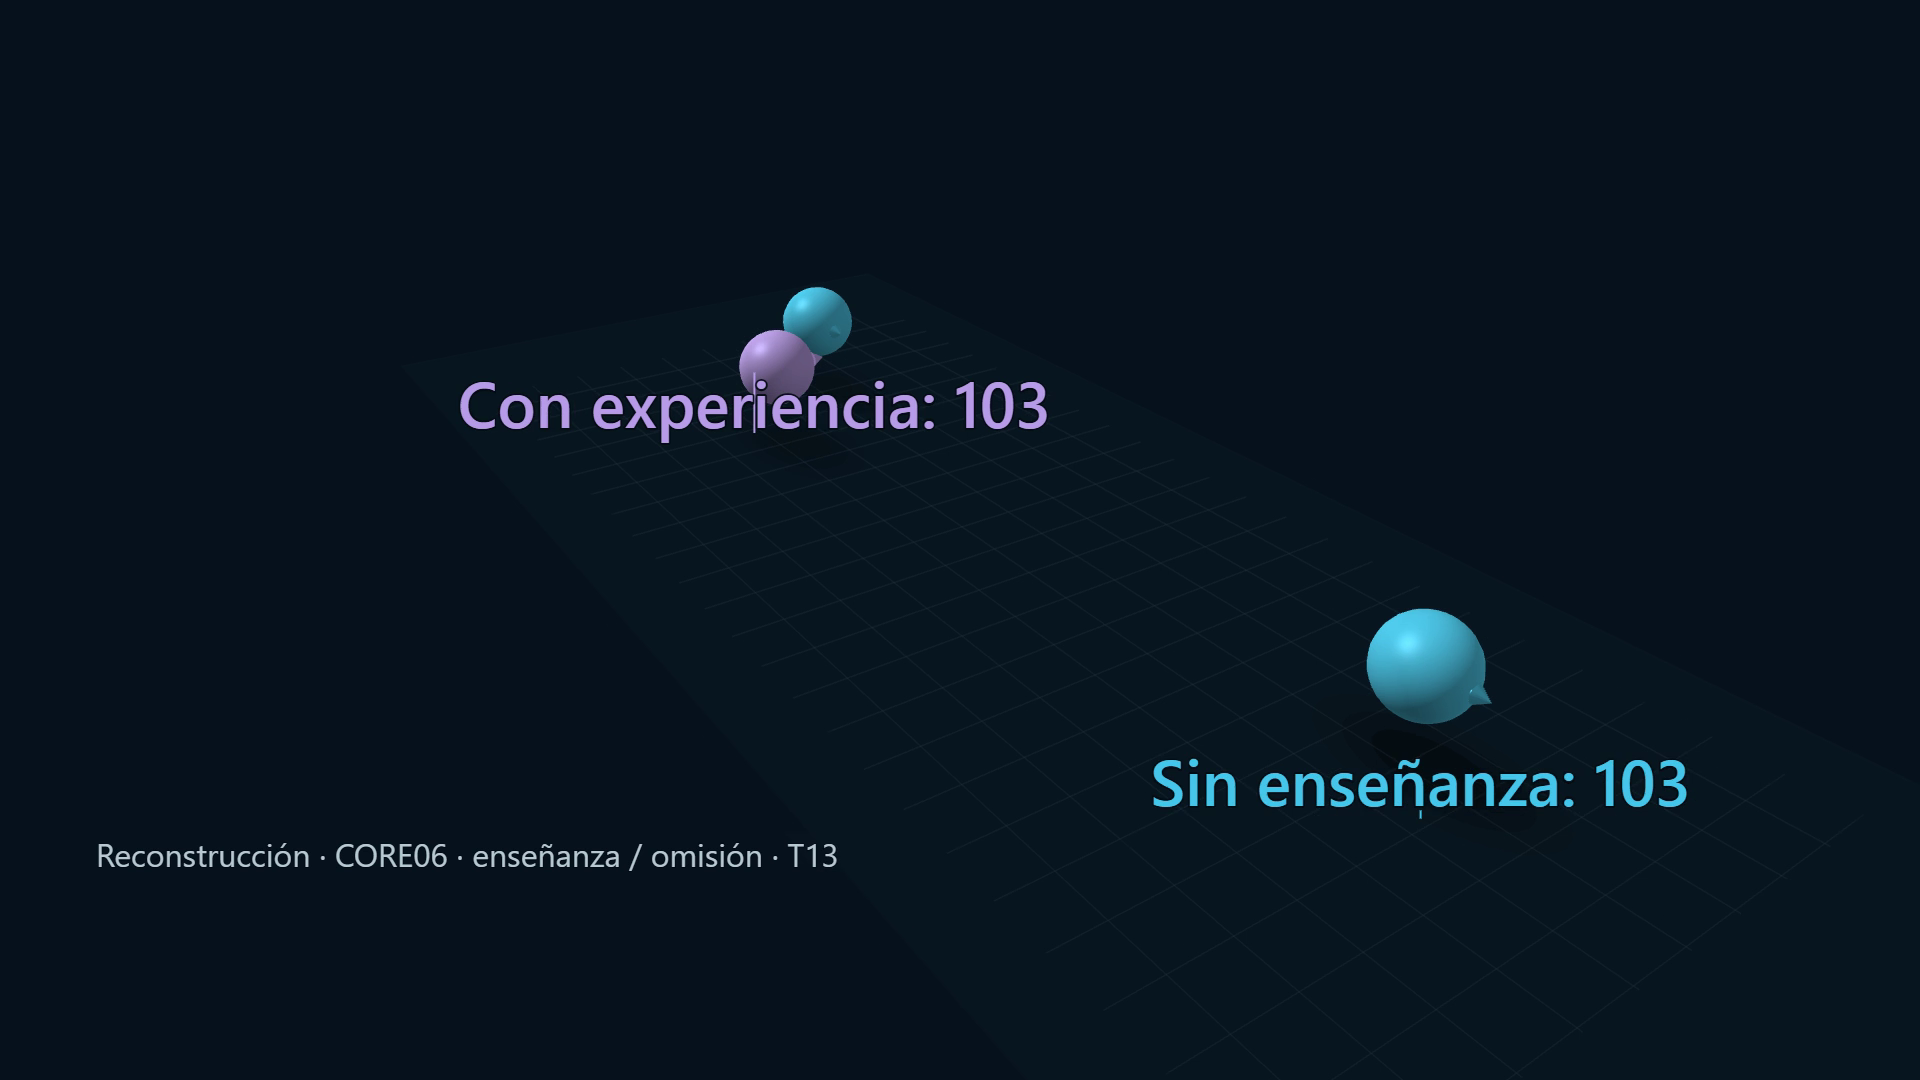 Con experiencia: 103
Sin enseñanza: 103
Reconstrucción · CORE06 · enseñanza / omisión · T13